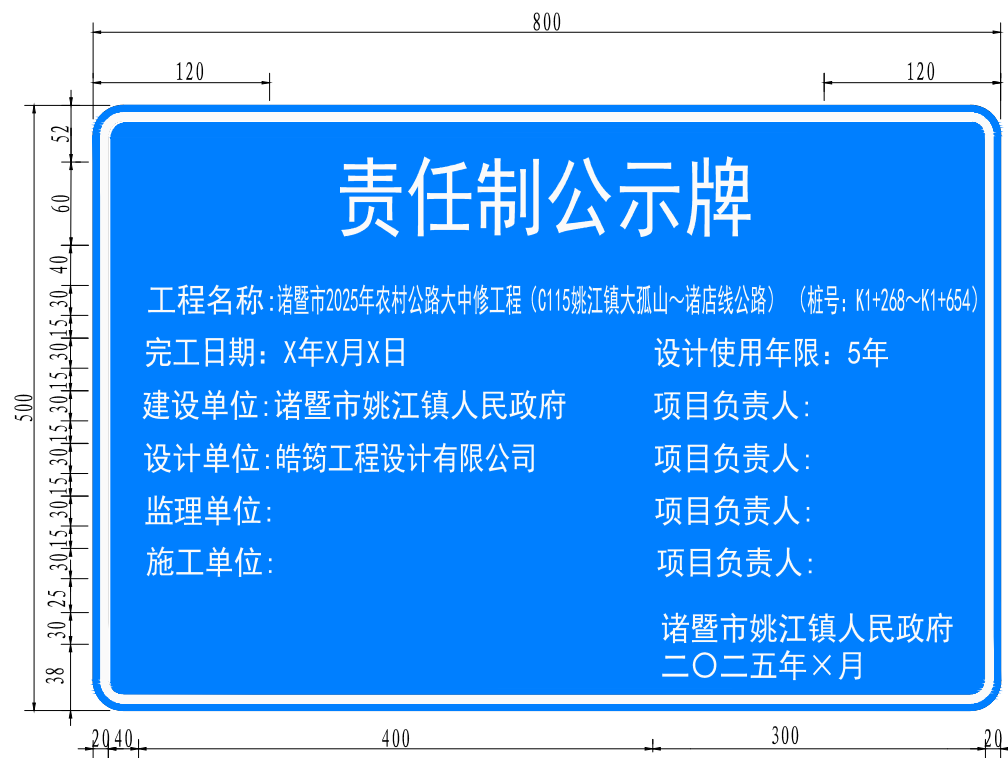 800
120 120
责任制公示牌
工程名称:诸暨市2025年农村公路大中修工程（C115姚江镇大孤山～诸店线公路）（桩号：K1+268～K1+654）
完工日期：X年X月X日 设计使用年限：5年
建设单位:诸暨市姚江镇人民政府 项目负责人:
设计单位:皓筠工程设计有限公司 项目负责人:
监理单位: 项目负责人:
施工单位: 项目负责人:
诸暨市姚江镇人民政府
二〇二五年×月
500
52
60
40
30
15
30
15
30
15
30
15
30
15
30
25
30
38
20 40 400 300 20